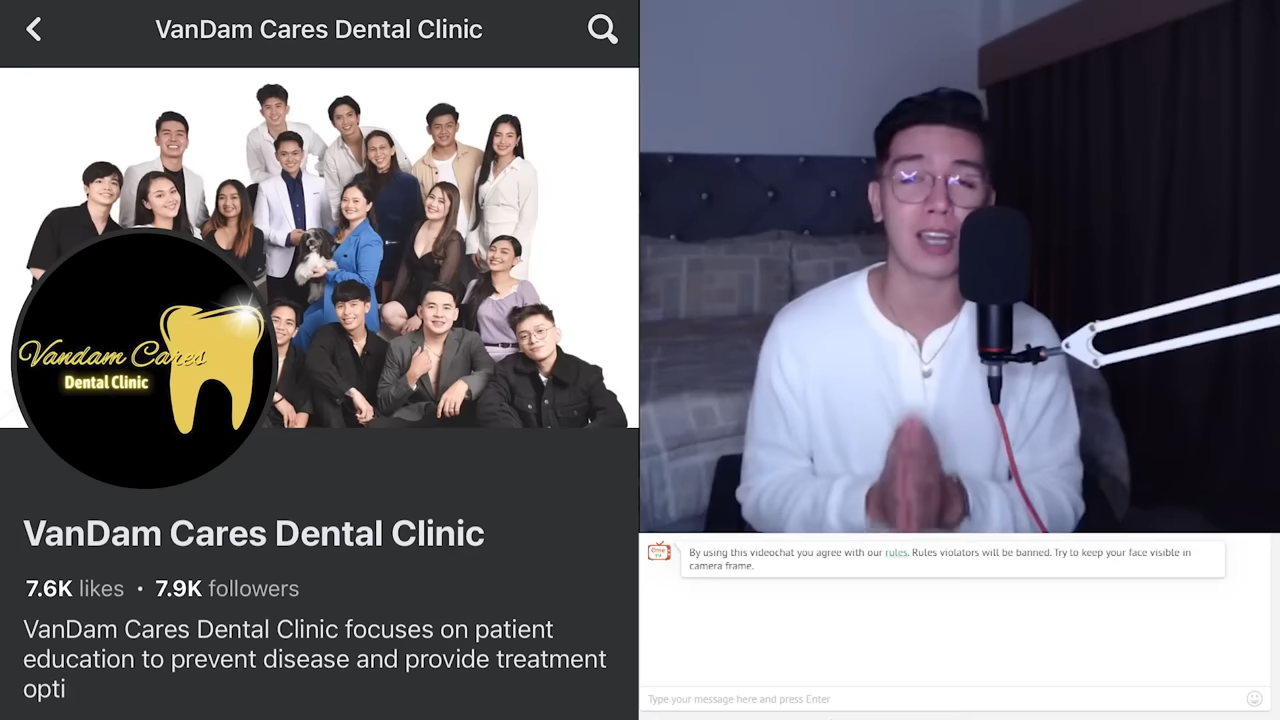 VanDam Cares Dental Clinic
Vandam Cares
Dental Clinic
VanDam Cares Dental Clinic
7.6K likes • 7.9K followers
VanDam Cares Dental Clinic focuses on patient
education to prevent disease and provide treatment
opti
Ome
TV
By using this videochat you agree with our rules. Rules violators will be banned. Try to keep your face visible in
camera frame.
Type your message here and press Enter